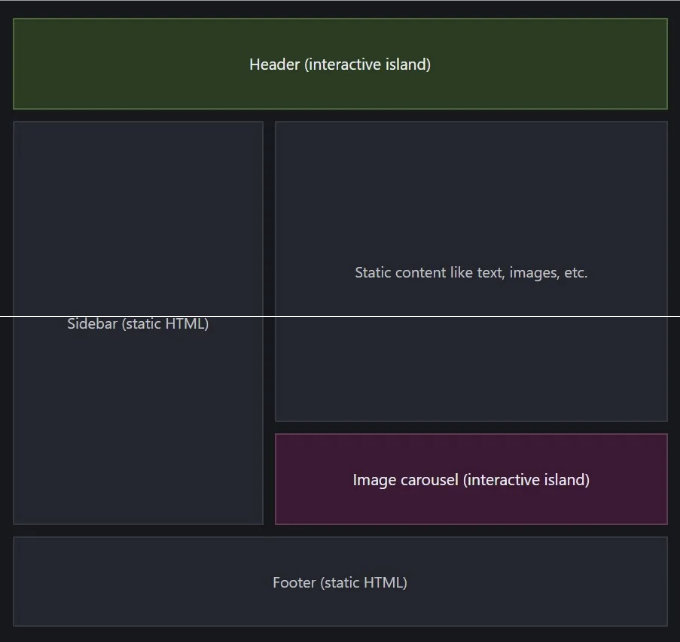 Header (interactive island)
Static content like text, images, etc.
Sidebar (static HTML)
Image carousel (interactive island)
Footer (static HTML)